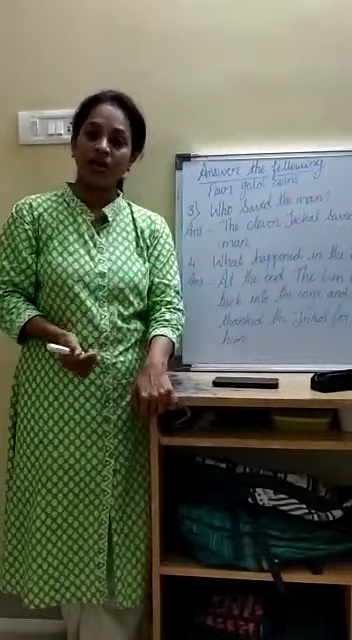 Answer the following
Four gold coins
3) Who saved the man?
Ans - The clever Jackal saved
man
4 What happened in the
Ans - At the end The Lion
back into the cage and
thanked the Jackal for
him